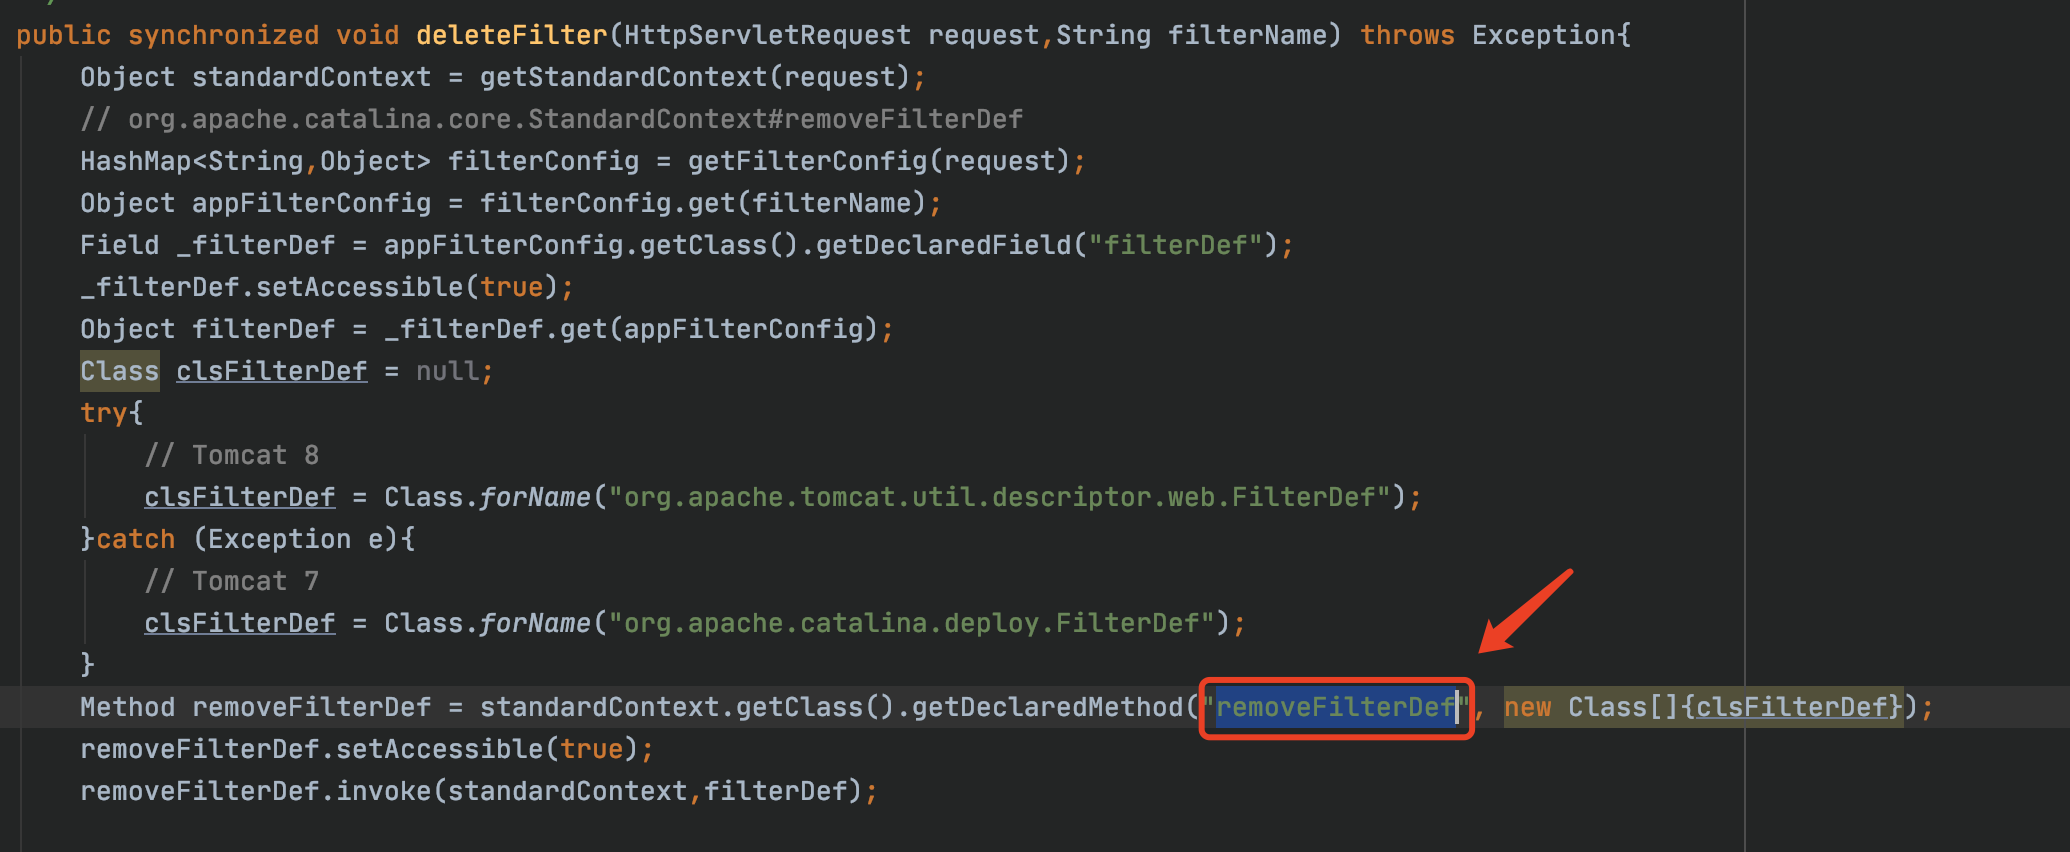 public synchronized void deleteFilter(HttpServletRequest request,String filterName) throws Exception{
Object standardContext = getStandardContext(request);
// org.apache.catalina.core.StandardContext#removeFilterDef
HashMap<String,Object> filterConfig = getFilterConfig(request);
Object appFilterConfig = filterConfig.get(filterName);
Field _filterDef = appFilterConfig.getClass().getDeclaredField("filterDef");
_filterDef.setAccessible(true);
Object filterDef = _filterDef.get(appFilterConfig);
Class clsFilterDef = null;
try{
// Tomcat 8
clsFilterDef = Class.forName("org.apache.tomcat.util.descriptor.web.FilterDef");
}catch (Exception e){
// Tomcat 7
clsFilterDef = Class.forName("org.apache.catalina.deploy.FilterDef");
}
Method removeFilterDef = standardContext.getClass().getDeclaredMethod("removeFilterDef", new Class[]{clsFilterDef});
removeFilterDef.setAccessible(true);
removeFilterDef.invoke(standardContext,filterDef);